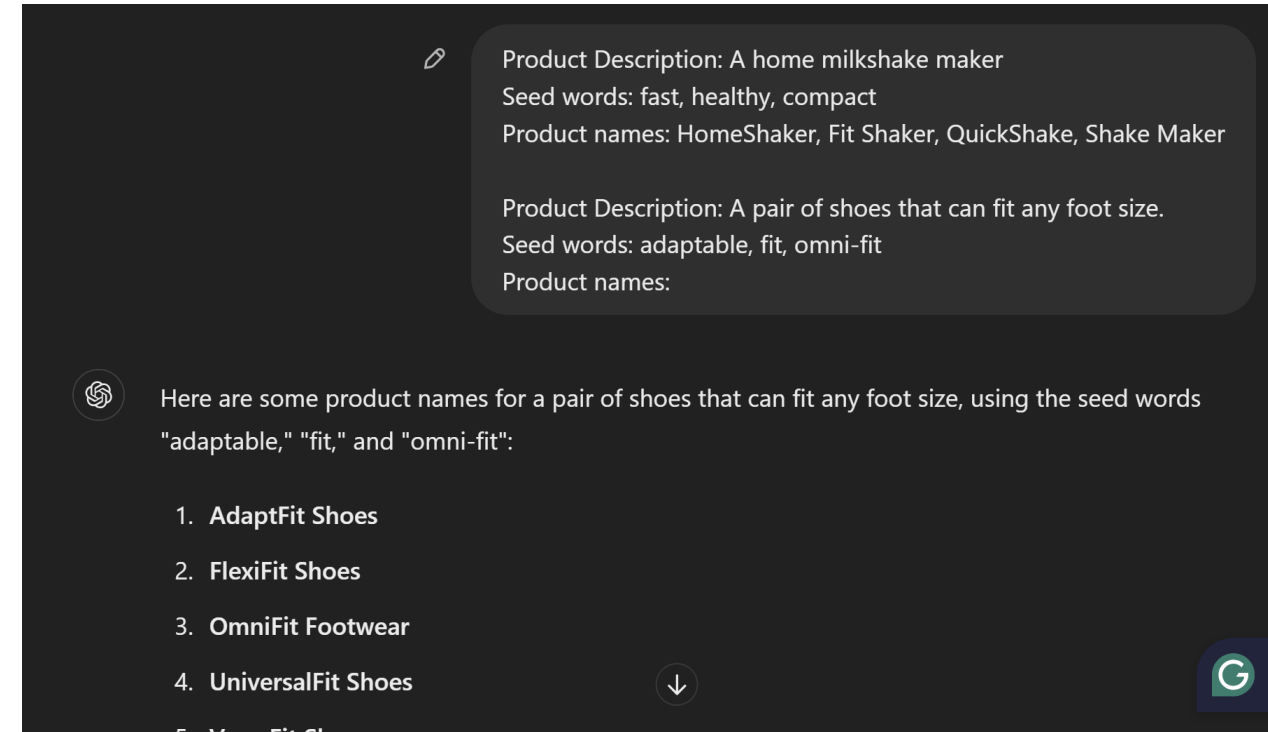 Product Description: A home milkshake maker
Seed words: fast, healthy, compact
Product names: HomeShaker, Fit Shaker, QuickShake, Shake Maker
Product Description: A pair of shoes that can fit any foot size.
Seed words: adaptable, fit, omni-fit
Product names:
Here are some product names for a pair of shoes that can fit any foot size, using the seed words
"adaptable," "fit," and "omni-fit":
1. AdaptFit Shoes
2. FlexiFit Shoes
3. OmniFit Footwear
4. UniversalFit Shoes